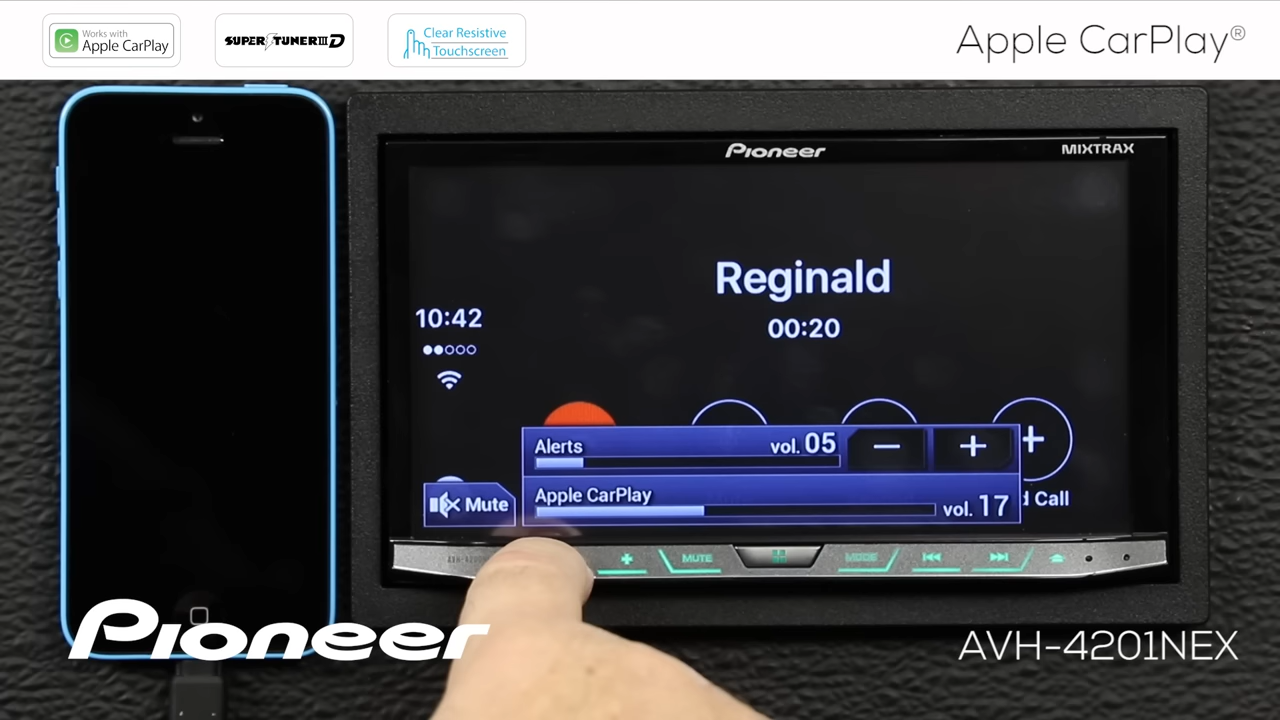 Works with
Apple CarPlay
SUPER TUNER III D
Clear Resistive
Touchscreen
Apple CarPlay®
Pioneer
MIXTRAX
Reginald
00:20
10:42
Alerts
vol. 05
− +
+
Mute
Apple CarPlay
vol. 17
d Call
MUTE
MODE
Pioneer
AVH-4201NEX